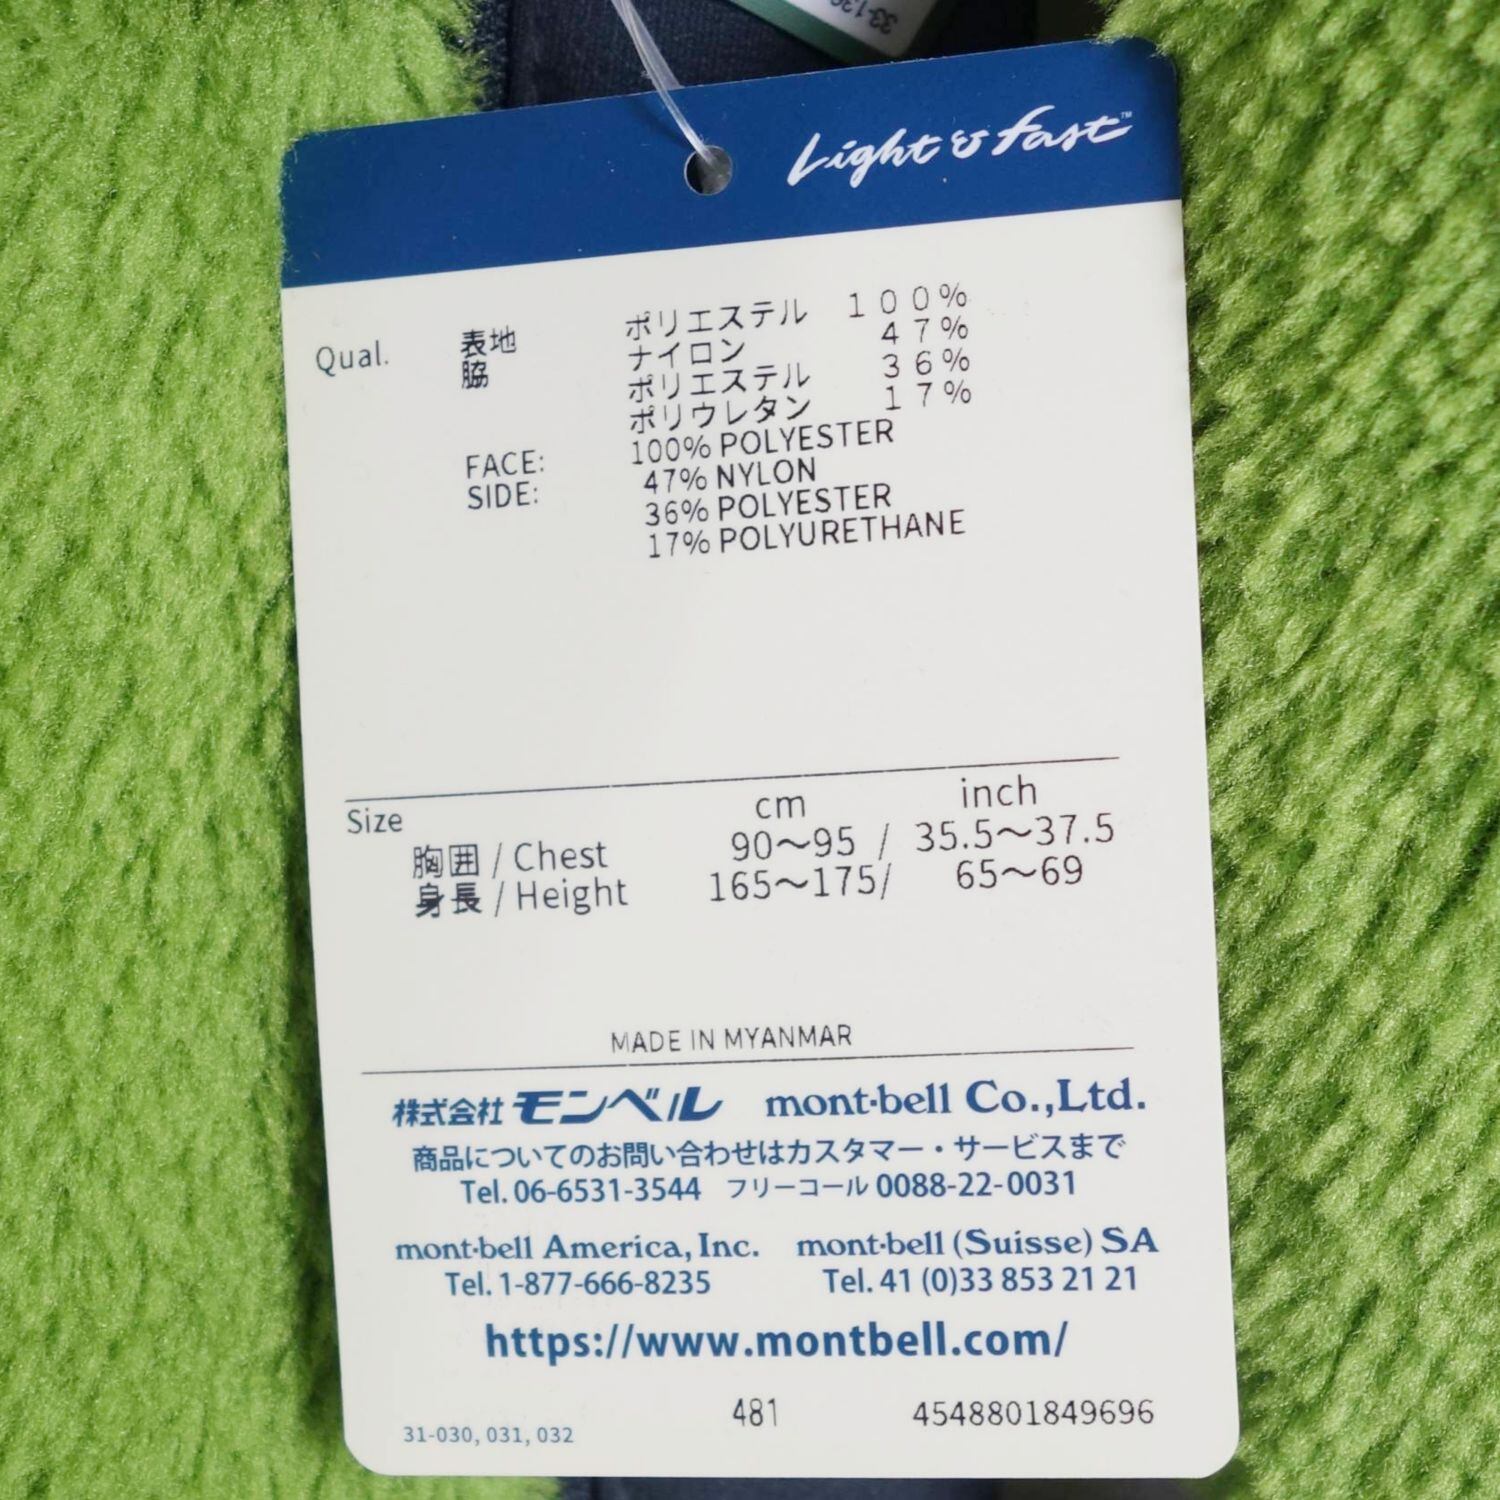 33-130
Light & Fast™
Qual.
表地 ポリエステル 100%
脇 ナイロン 47%
ポリエステル 36%
ポリウレタン 17%
FACE: 100% POLYESTER
SIDE: 47% NYLON
36% POLYESTER
17% POLYURETHANE
Size cm inch
胸囲 / Chest 90〜95 / 35.5〜37.5
身長 / Height 165〜175/ 65〜69
MADE IN MYANMAR
株式会社モンベル mont-bell Co.,Ltd.
商品についてのお問い合わせはカスタマー・サービスまで
Tel. 06-6531-3544 フリーコール 0088-22-0031
mont-bell America, Inc. mont-bell (Suisse) SA
Tel. 1-877-666-8235 Tel. 41 (0)33 853 21 21
https://www.montbell.com/
481 4548801849696
31-030, 031, 032